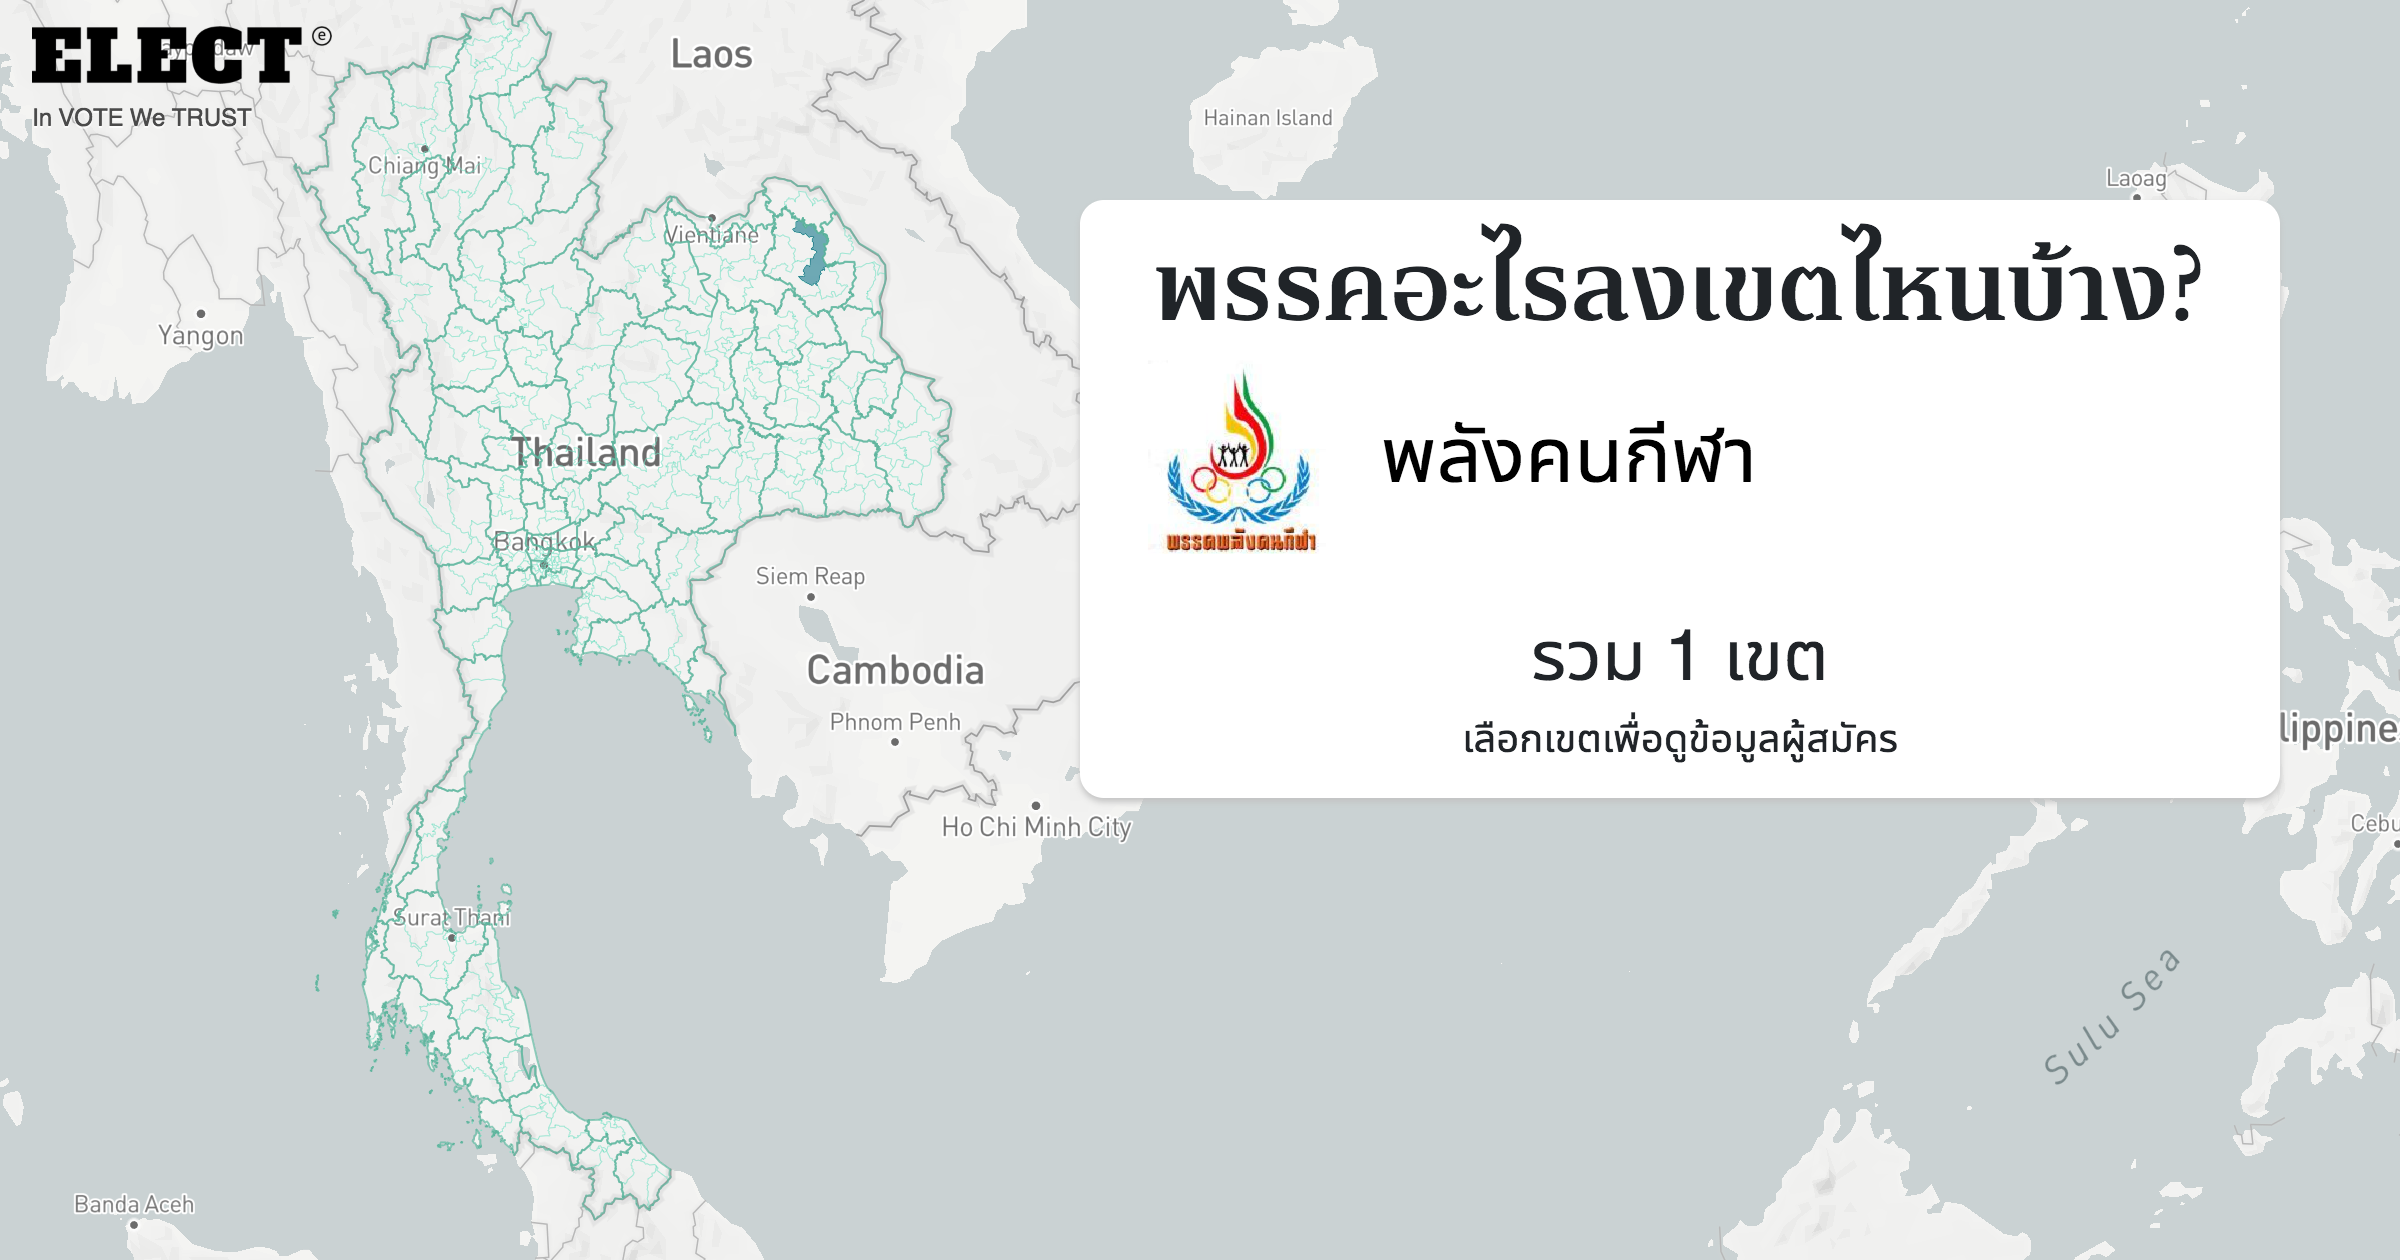 ELECT ⓔ
In VOTE We TRUST
Laos
Hainan Island
Chiang Mai
Laoag
Vientiane
Yangon
พรรคอะไรลงเขตไหนบ้าง?
พลังคนกีฬา
พรรคพลังคนกีฬา
Thailand
Bangkok
Siem Reap
รวม 1 เขต
Cambodia
Phnom Penh
เลือกเขตเพื่อดูข้อมูลผู้สมัคร
lippine
Ho Chi Minh City
Cebu
Surat Thani
Sulu Sea
Banda Aceh